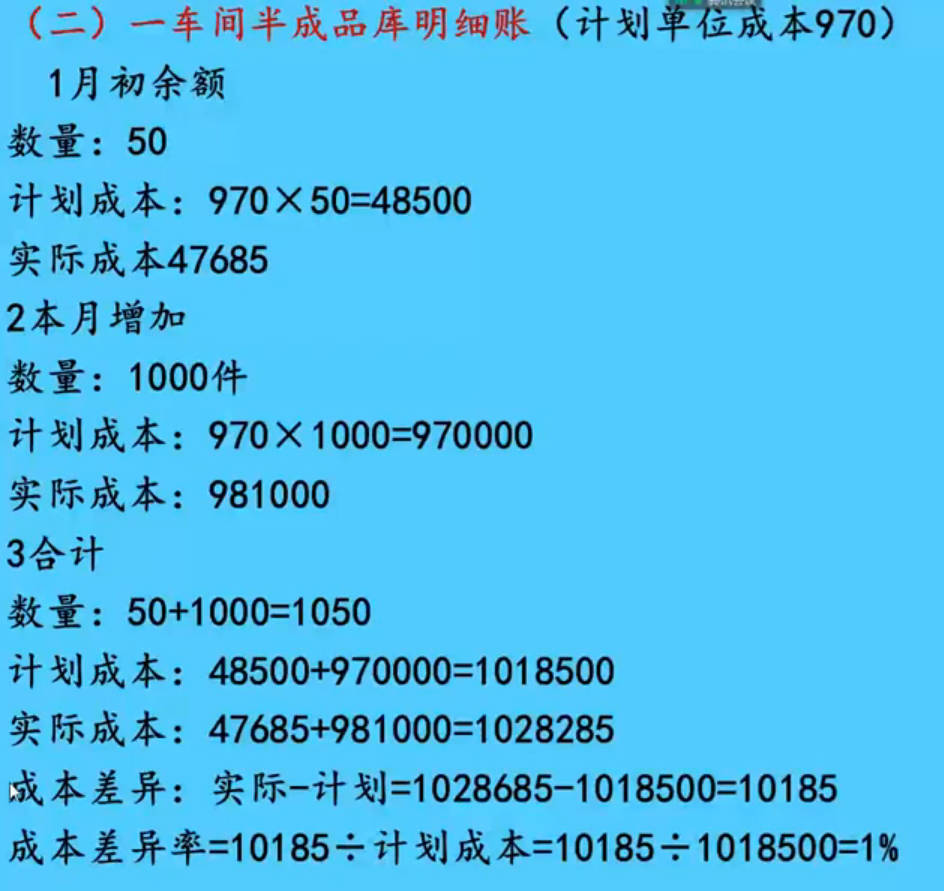 （二）一车间半成品库明细账（计划单位成本970）
1月初余额
数量：50
计划成本：970×50=48500
实际成本47685
2本月增加
数量：1000件
计划成本：970×1000=970000
实际成本：981000
3合计
数量：50+1000=1050
计划成本：48500+970000=1018500
实际成本：47685+981000=1028285
成本差异：实际-计划=1028685-1018500=10185
成本差异率=10185÷计划成本=10185÷1018500=1%